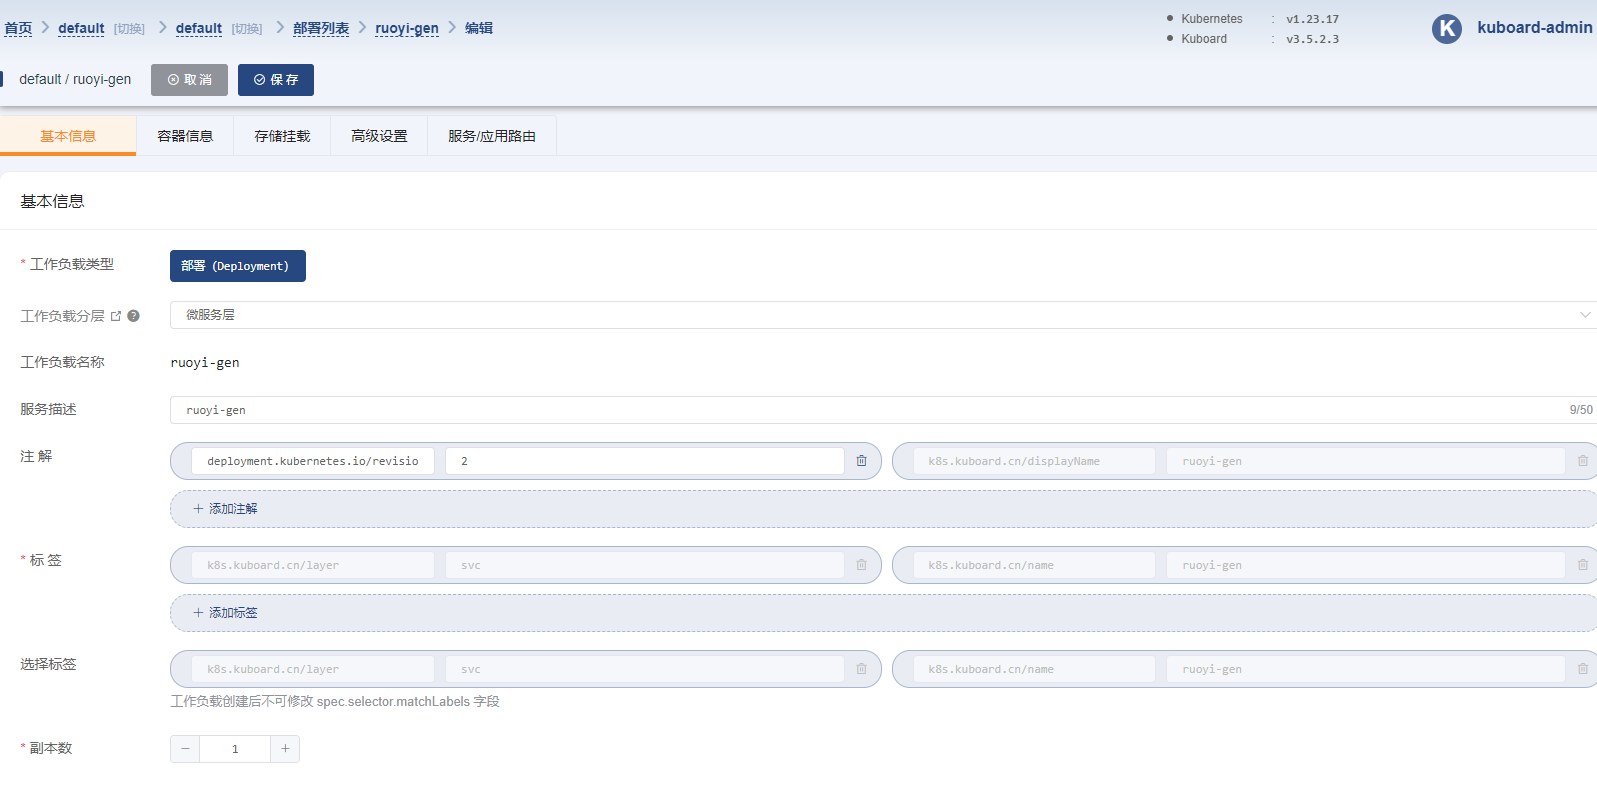 首页 > default [切换] > default [切换] > 部署列表 > ruoyi-gen > 编辑
Kubernetes : v1.23.17
Kuboard : v3.5.2.3
K kuboard-admin
default / ruoyi-gen 取 消 保 存
基本信息 容器信息 存储挂载 高级设置 服务/应用路由
基本信息
* 工作负载类型 部署 (Deployment)
工作负载分层 ? 微服务层
工作负载名称 ruoyi-gen
服务描述 ruoyi-gen 9/50
注 解 deployment.kubernetes.io/revisio 2 k8s.kuboard.cn/displayName ruoyi-gen
+ 添加注解
* 标 签 k8s.kuboard.cn/layer svc k8s.kuboard.cn/name ruoyi-gen
+ 添加标签
选择标签 k8s.kuboard.cn/layer svc k8s.kuboard.cn/name ruoyi-gen
工作负载创建后不可修改 spec.selector.matchLabels 字段
* 副本数 − 1 +